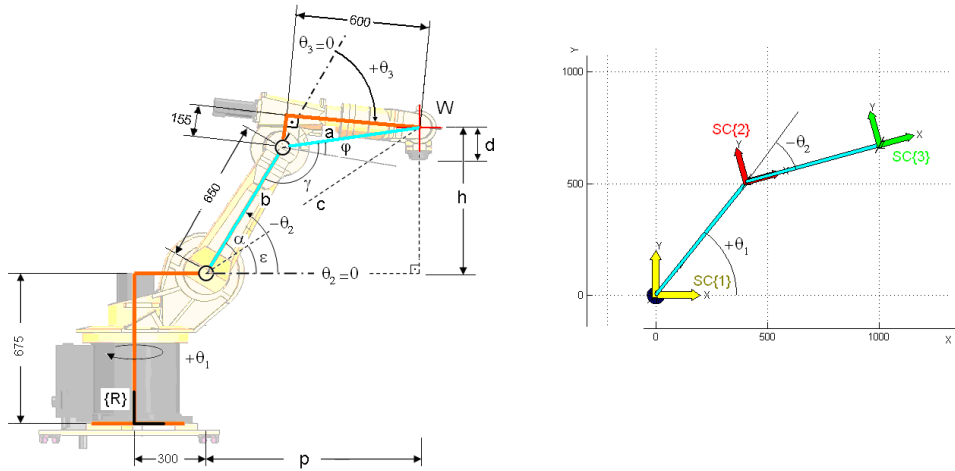 600
θ₃=0
+θ₃
W
155
a
φ
d
650
γ
b
c
h
−θ₂
α
ε
θ₂=0
675
+θ₁
{R}
300
p
Y
1000
500
0
SC{2}
Y
X
−θ₂
Y
X
SC{3}
+θ₁
Y
SC{1}
X
0
500
1000
X